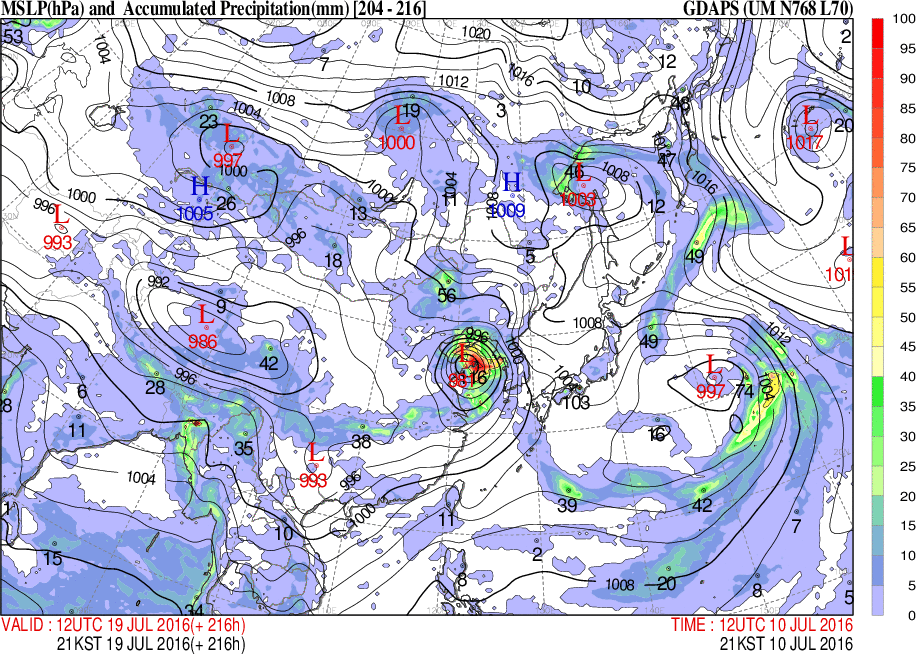 MSLP(hPa) and Accumulated Precipitation(mm) [204 - 216] GDAPS (UM N768 L70)
100
95
90
85
80
75
70
65
60
55
50
45
40
35
30
25
20
15
10
5
0
53 1004 7 1020 12 2
1016 10
1012
1008 19 3 48
23 1004 L L 20
L 1000 1017
997 46 47
1000 L 1008
H H 1016
1005 26 1000 1004 1009 1003 12
1000 13 11 1008
996 L
993 996 18 5 49 L
101
992 9 56
L 1008
986 996 1000 49 1012
42 L L
996 997 74 1004
28 6 16
103
8 11 38 16
35 L
1004 993 996 39 42
1000 11 7
10
15 2
8 1008 20 8 5
34
VALID : 12UTC 19 JUL 2016(+ 216h) TIME : 12UTC 10 JUL 2016
21KST 19 JUL 2016(+ 216h) 21KST 10 JUL 2016